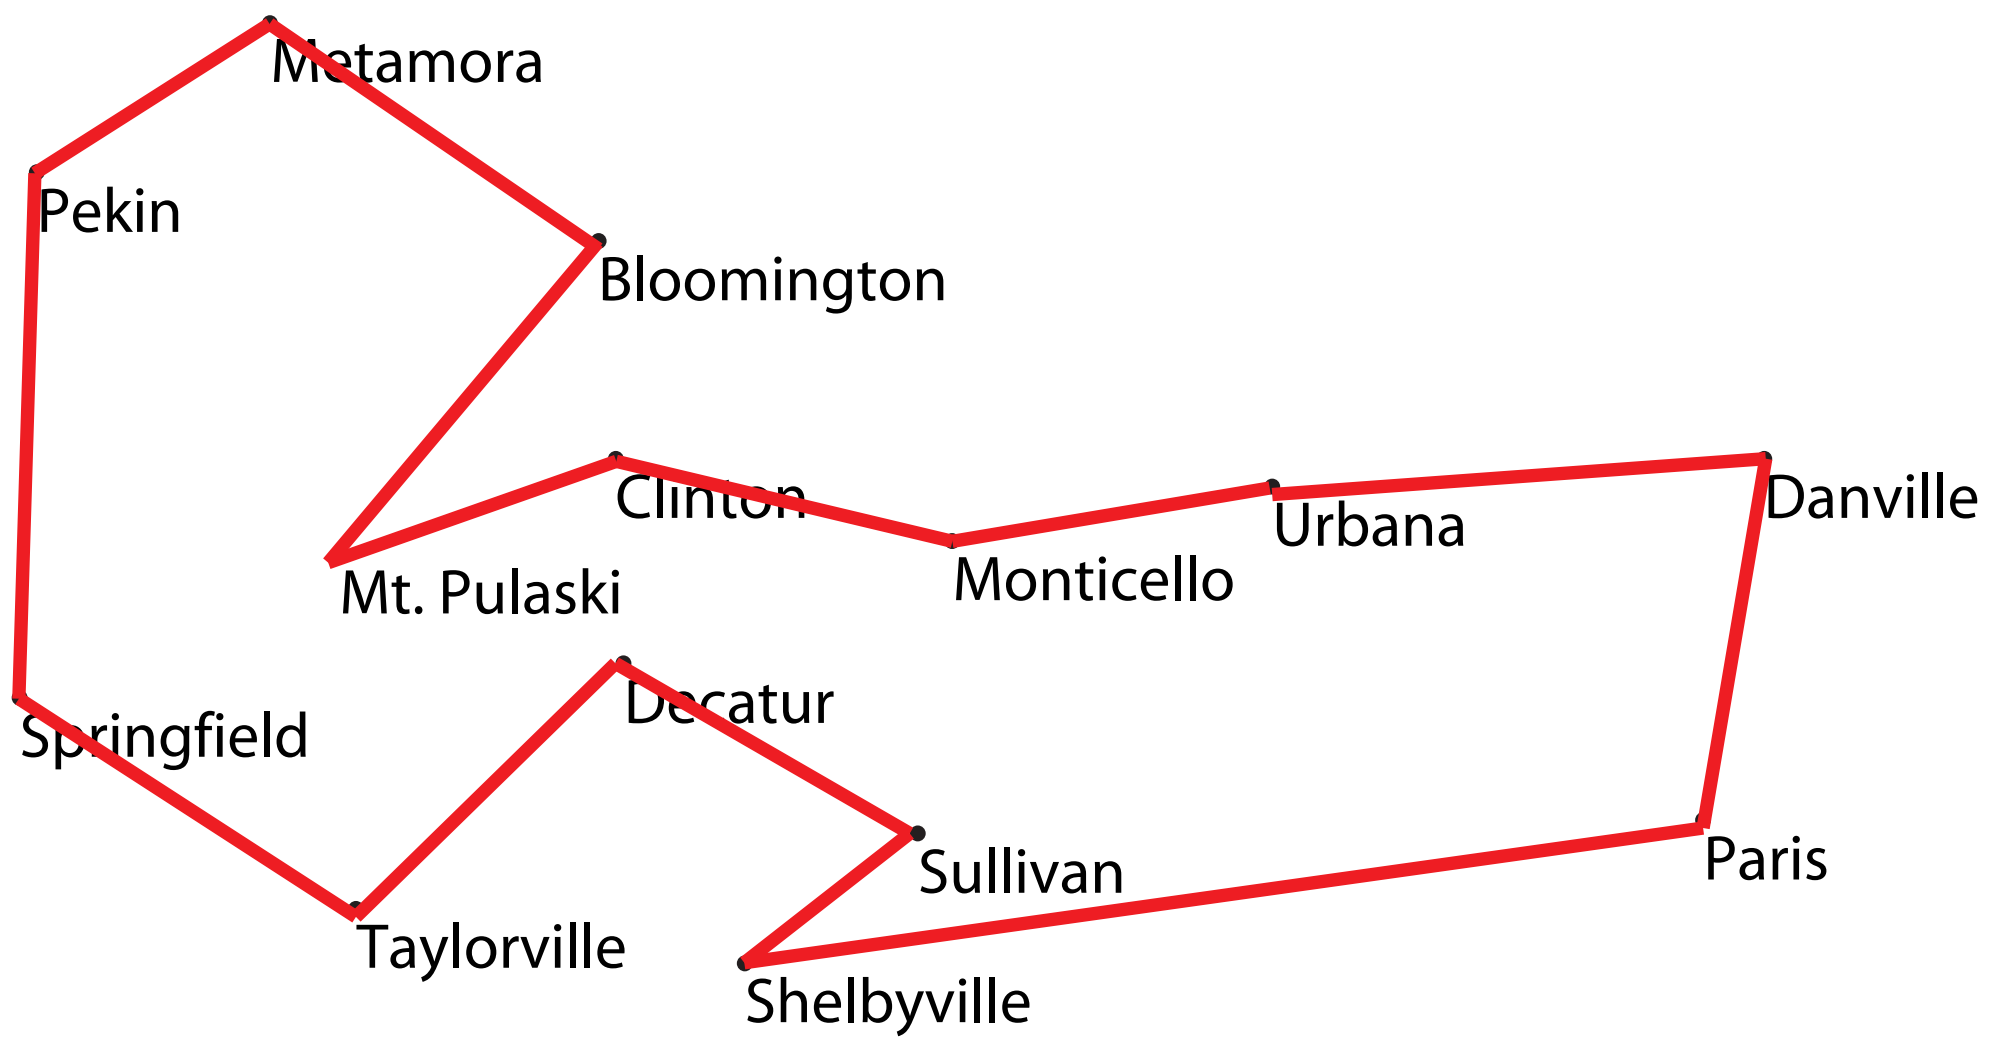 Metamora
Pekin
Bloomington
Clinton
Danville
Urbana
Monticello
Mt. Pulaski
Decatur
Springfield
Paris
Sullivan
Taylorville
Shelbyville